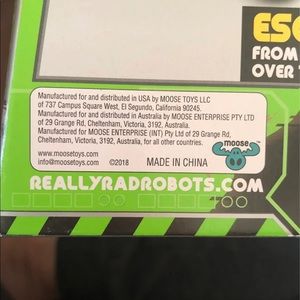 ESC
FROM
OVER
Manufactured for and distributed in USA by MOOSE TOYS LLC
of 737 Campus Square West, El Segundo, California 90245.
Manufactured for and distributed in Australia by MOOSE ENTERPRISE PTY LTD
of 29 Grange Rd, Cheltenham, Victoria, 3192, Australia.
Manufactured for MOOSE ENTERPRISE (INT) Pty Ltd of 29 Grange Rd,
Cheltenham, Victoria, 3192, Australia, for all other countries.
www.moosetoys.com
info@moosetoys.com ©2018 MADE IN CHINA
moose
REALLYRADROBOTS.COM